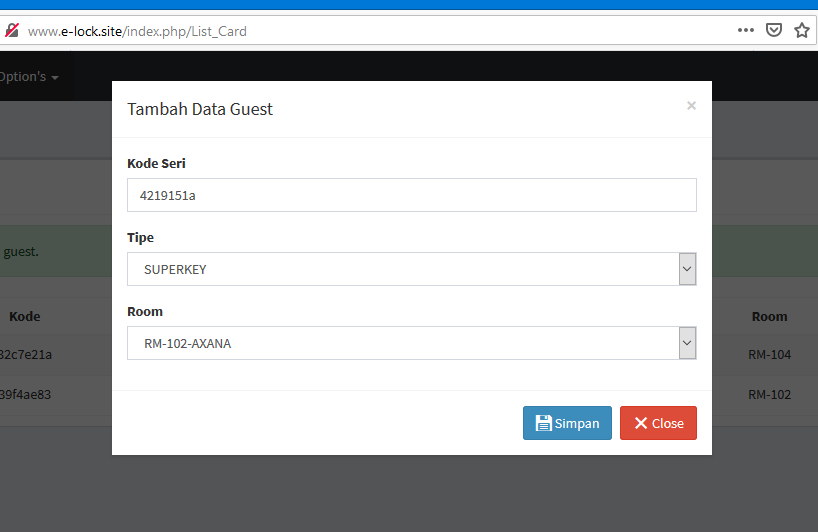 www.e-lock.site/index.php/List_Card
Option's
Tambah Data Guest
×
Kode Seri
4219151a
guest.
Tipe
SUPERKEY
Kode
Room
Room
32c7e21a
RM-102-AXANA
RM-104
39f4ae83
RM-102
Simpan
Close